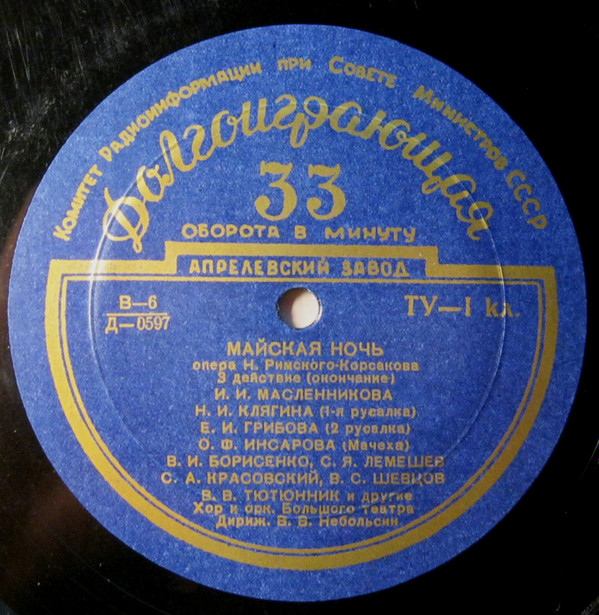 Комитет Радиоинформации при Совете Министров СССР
Долгоиграющая
33
ОБОРОТА В МИНУТУ
АПРЕЛЕВСКИЙ ЗАВОД
В—6
Д—0597
ТУ—I кл.
МАЙСКАЯ НОЧЬ
опера Н. Римского-Корсакова
3 действие (окончание)
И. И. МАСЛЕННИКОВА
Н. И. КЛЯГИНА (1-я русалка)
Е. И. ГРИБОВА (2 русалка)
О. Ф. ИНСАРОВА (Мачеха)
В. И. БОРИСЕНКО, С. Я. ЛЕМЕШЕВ
С. А. КРАСОВСКИЙ, В. С. ШЕВЦОВ
В. В. ТЮТЮННИК и другие
Хор и орк. Большого театра
Дириж. В. В. Небольсин